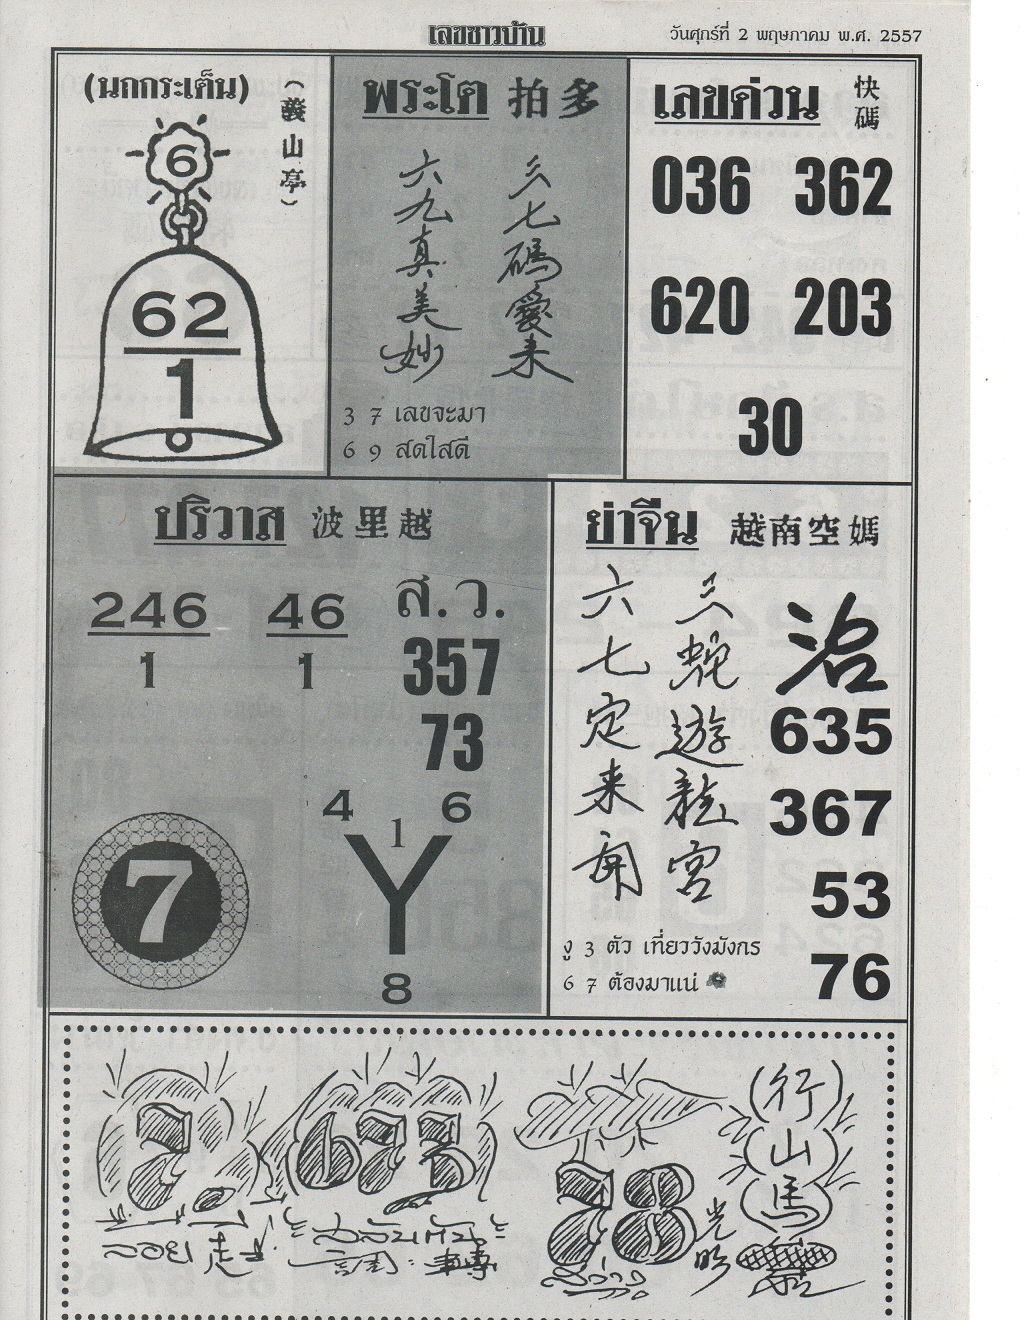 เลขชาวบ้าน
วันศุกร์ที่ 2 พฤษภาคม พ.ศ. 2557
(นกกระเต็น)
(義山亭)
6
62
1
พระโต 拍多
六九真美妙
三七碼愛来
3 7 เลขจะมา
6 9 สดใสดี
เลขด่วน
快碼
036 362
620 203
30
ปริวาส 波里越
246 46
1 1
ส.ว.
357
73
7
4 6
1
Y
8
ย่าจีน 越南空媽
六七定来開
三蛇遊龍宮
635
367
53
76
งู 3 ตัว เที่ยววังมังกร
6 7 ต้องมาแน่
7.
673
78
(行山馬)